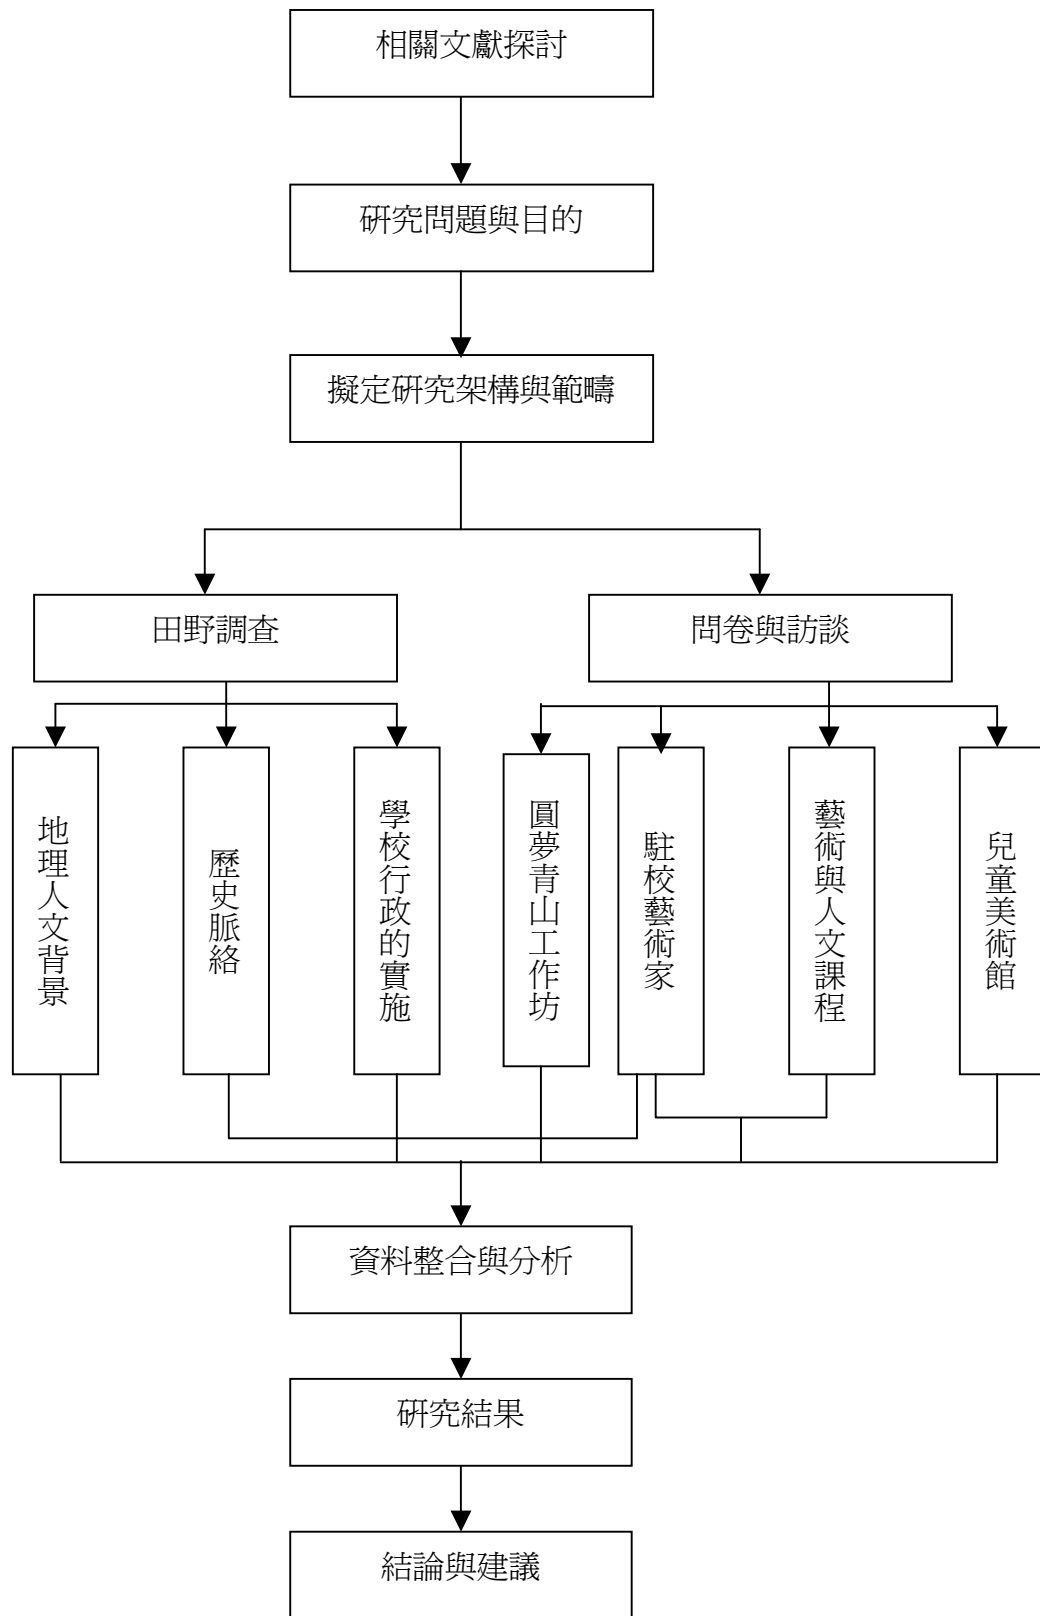 相關文獻探討
研究問題與目的
擬定研究架構與範疇
田野調查
問卷與訪談
地理人文背景
歷史脈絡
學校行政的實施
圓夢青山工作坊
駐校藝術家
藝術與人文課程
兒童美術館
資料整合與分析
研究結果
結論與建議